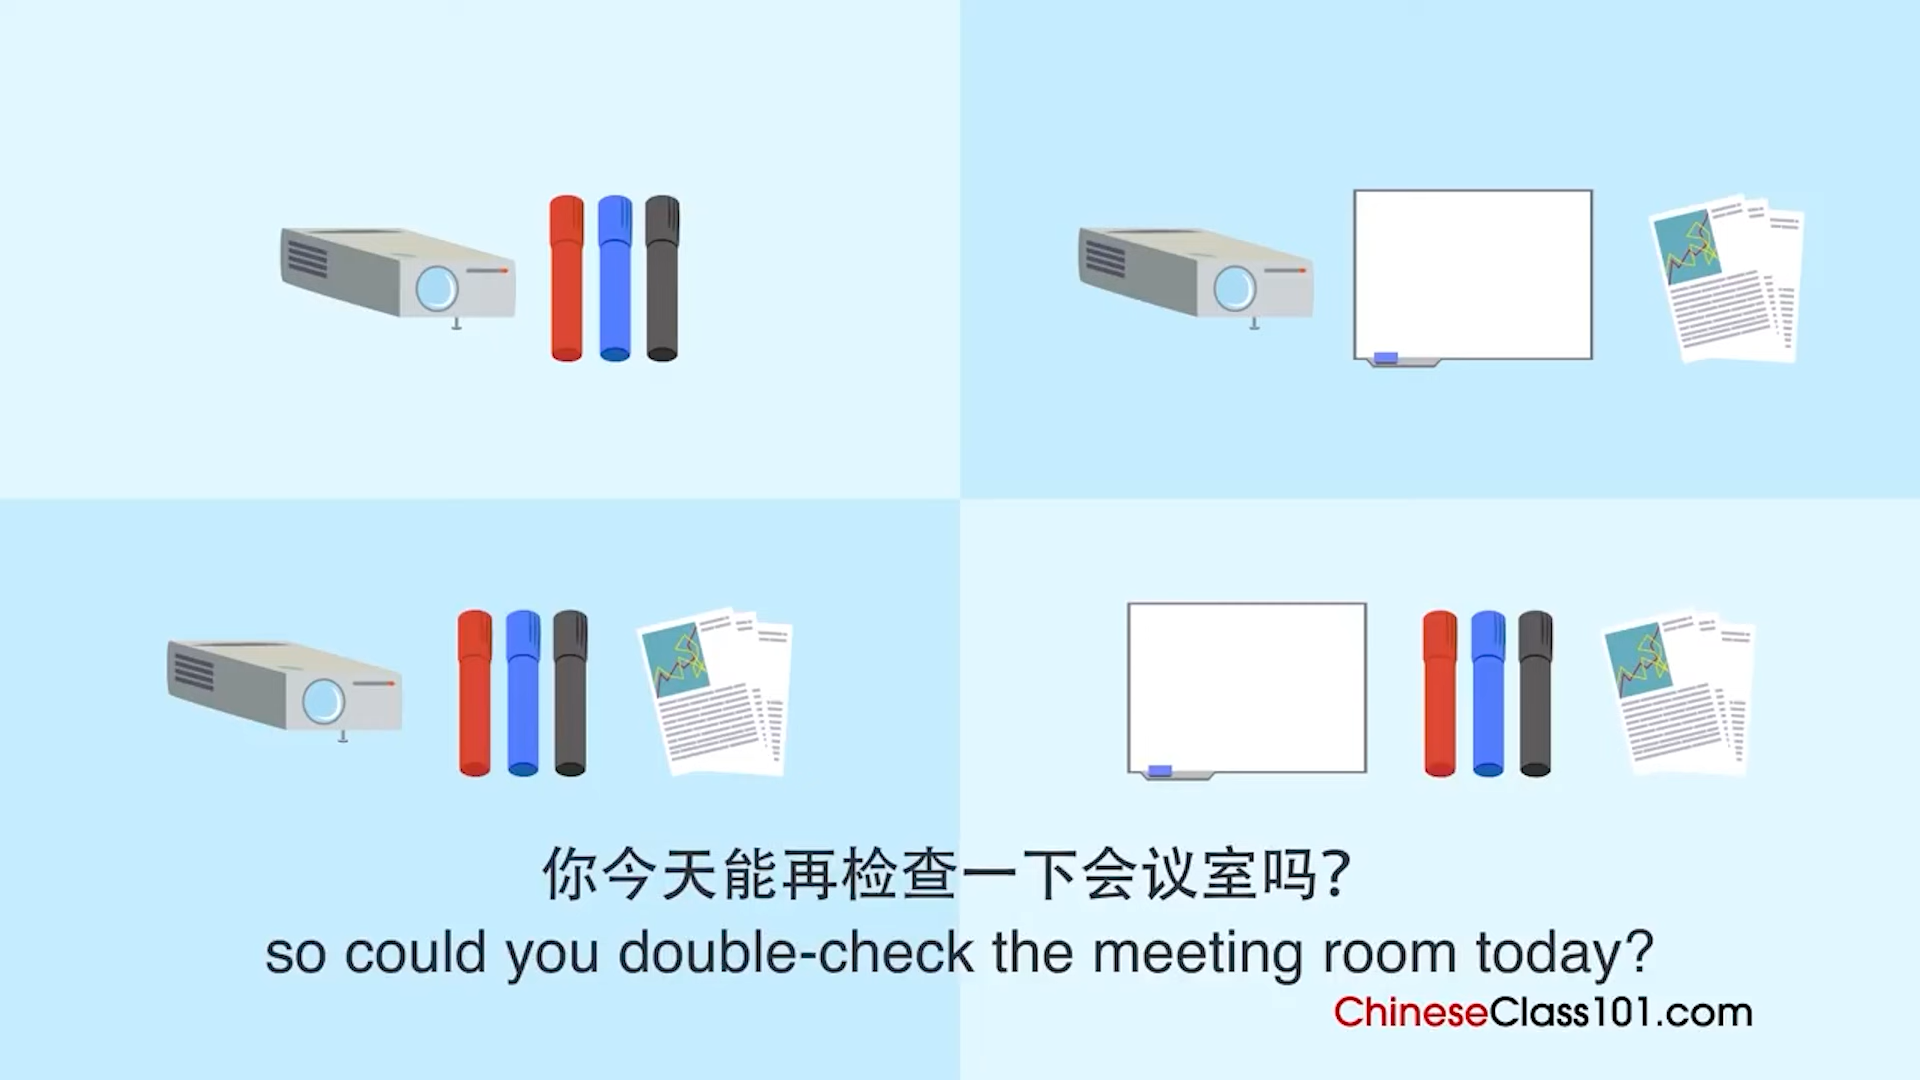 你今天能再检查一下会议室吗?
so could you double-check the meeting room today?
ChineseClass101.com